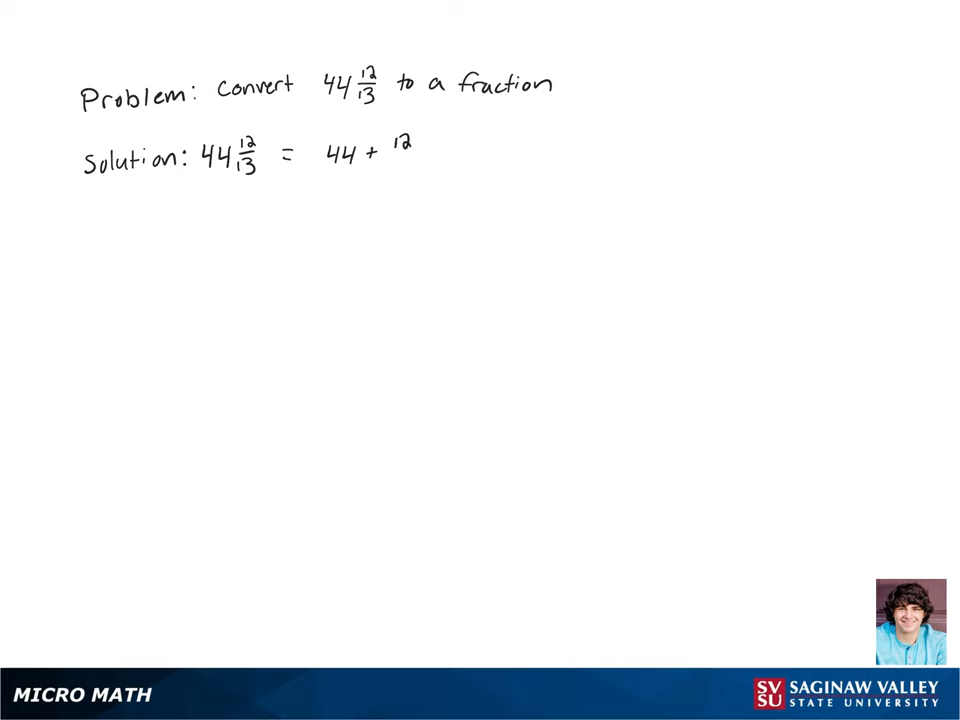 Problem: Convert 44 12/13 to a fraction
Solution: 44 12/13 = 44 + 12
MICRO MATH
SVSU SAGINAW VALLEY
STATE UNIVERSITY